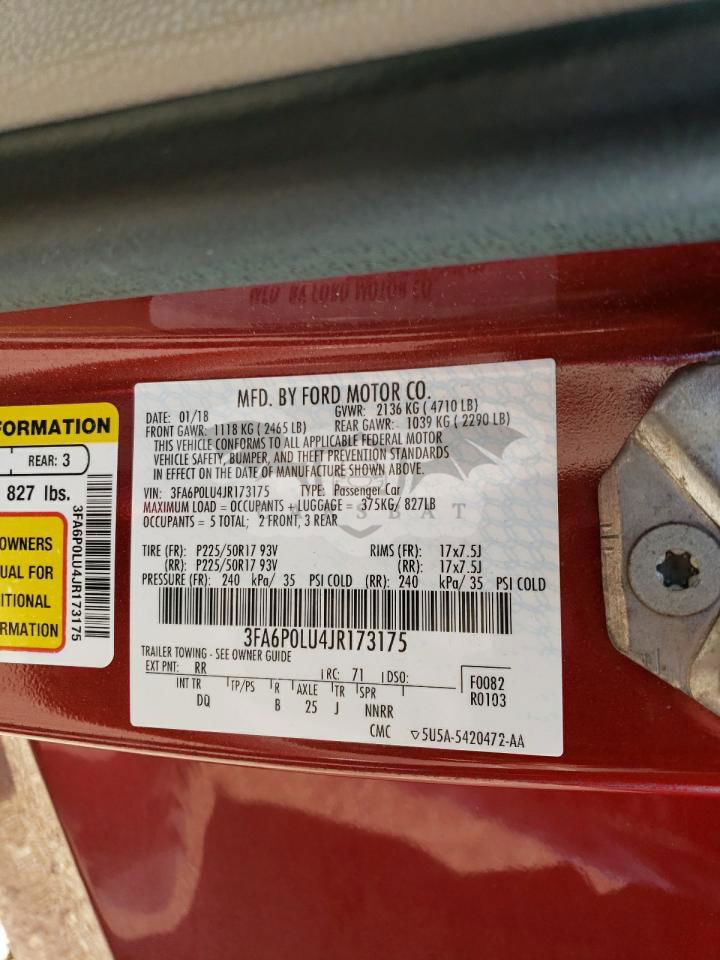 MFD. BY FORD MOTOR CO.
DATE: 01/18 GVWR: 2136 KG ( 4710 LB)
FRONT GAWR: 1118 KG ( 2465 LB) REAR GAWR: 1039 KG ( 2290 LB)
THIS VEHICLE CONFORMS TO ALL APPLICABLE FEDERAL MOTOR
VEHICLE SAFETY, BUMPER, AND THEFT PREVENTION STANDARDS
IN EFFECT ON THE DATE OF MANUFACTURE SHOWN ABOVE.
VIN: 3FA6P0LU4JR173175 TYPE: Passenger Car
MAXIMUM LOAD = OCCUPANTS + LUGGAGE = 375KG/ 827LB
OCCUPANTS = 5 TOTAL; 2 FRONT, 3 REAR
TIRE (FR): P225/50R17 93V RIMS (FR): 17x7.5J
(RR): P225/50R17 93V (RR): 17x7.5J
PRESSURE (FR): 240 kPa/ 35 PSI COLD (RR): 240 kPa/ 35 PSI COLD
3FA6P0LU4JR173175
TRAILER TOWING - SEE OWNER GUIDE
EXT PNT: RR RC: 71 DSO: F0082
INT TR TP/PS R AXLE TR SPR R0103
DQ B 25 J NNRR
CMC ▽5U5A-5420472-AA
FORMATION
REAR: 3
827 lbs.
OWNERS
UAL FOR
ITIONAL
RMATION
3FA6P0LU4JR173175